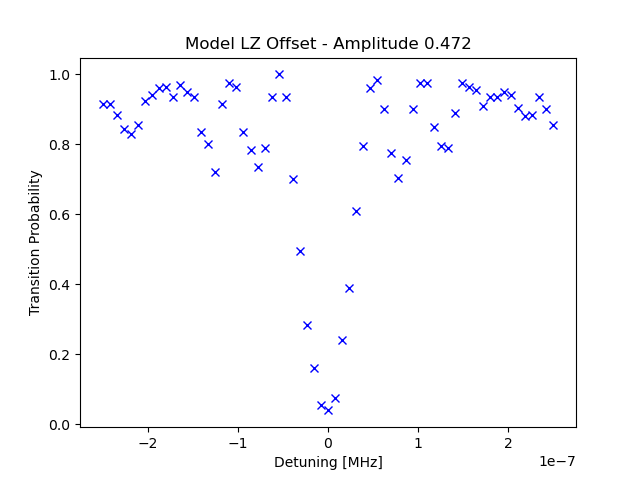 Model LZ Offset - Amplitude 0.472
Transition Probability
1.0
0.8
0.6
0.4
0.2
0.0
−2
−1
0
1
2
1e−7
Detuning [MHz]